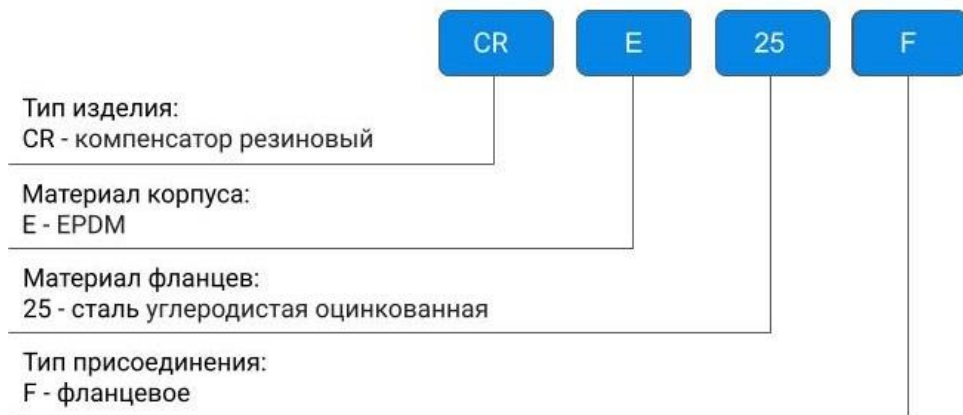 CR E 25 F
Тип изделия:
CR - компенсатор резиновый
Материал корпуса:
E - EPDM
Материал фланцев:
25 - сталь углеродистая оцинкованная
Тип присоединения:
F - фланцевое